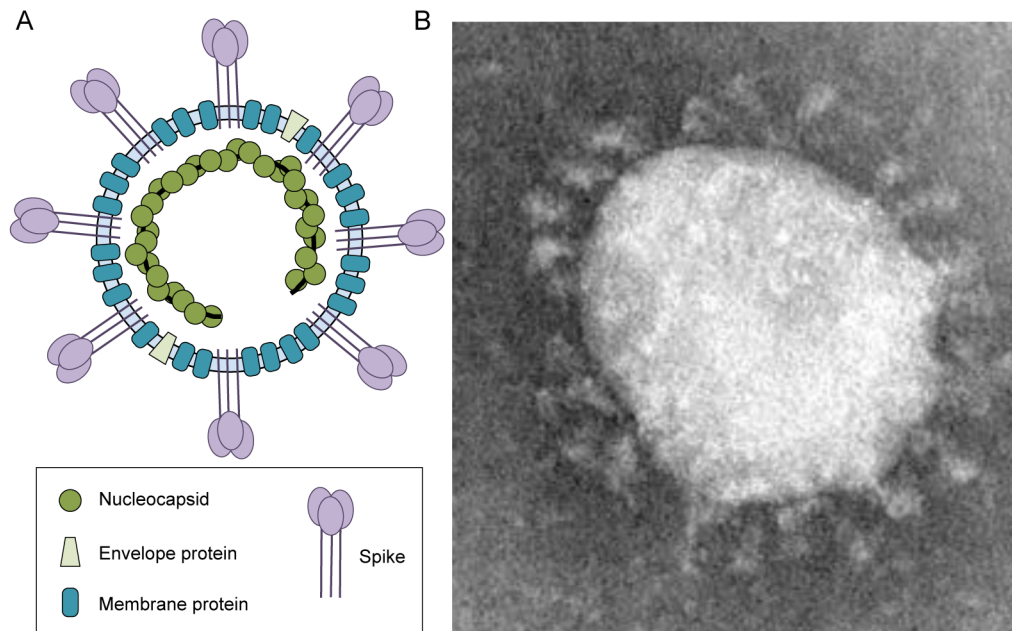 A
B
Nucleocapsid
Envelope protein
Spike
Membrane protein